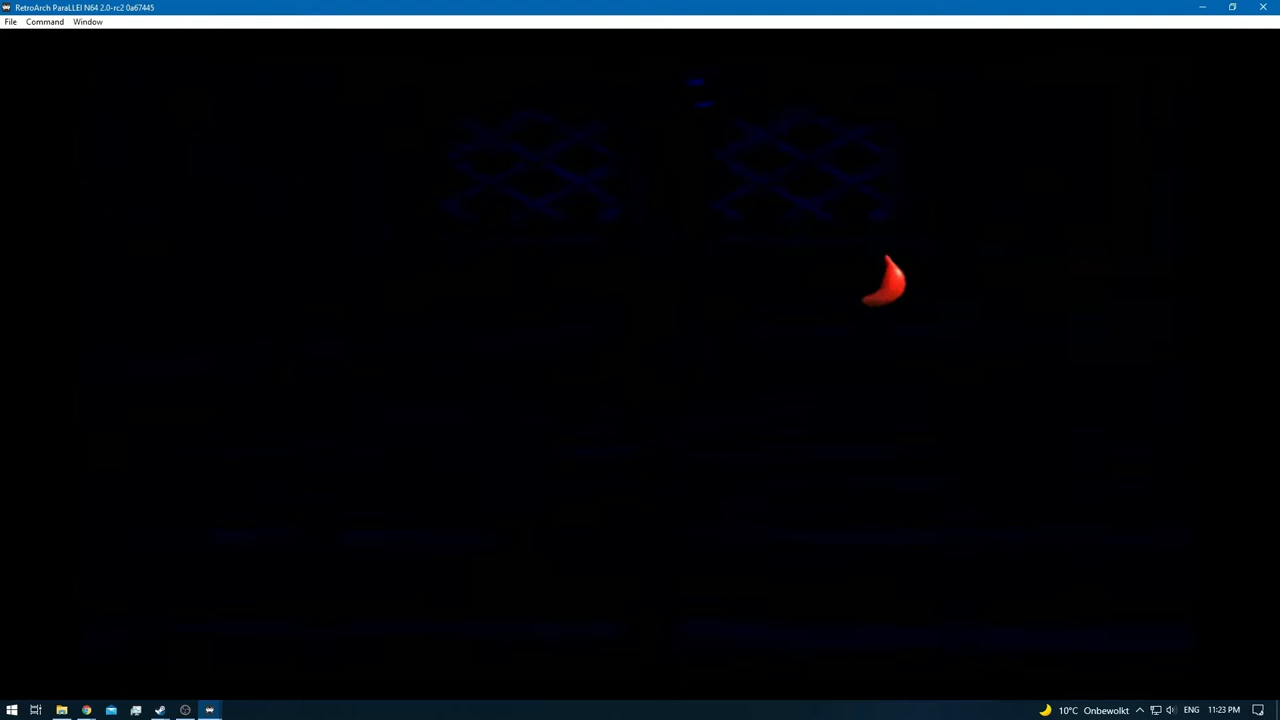 RetroArch ParaLLEl N64 2.0-rc2 0a67445
File Command Window
10°C Onbewolkt ENG 11:23 PM